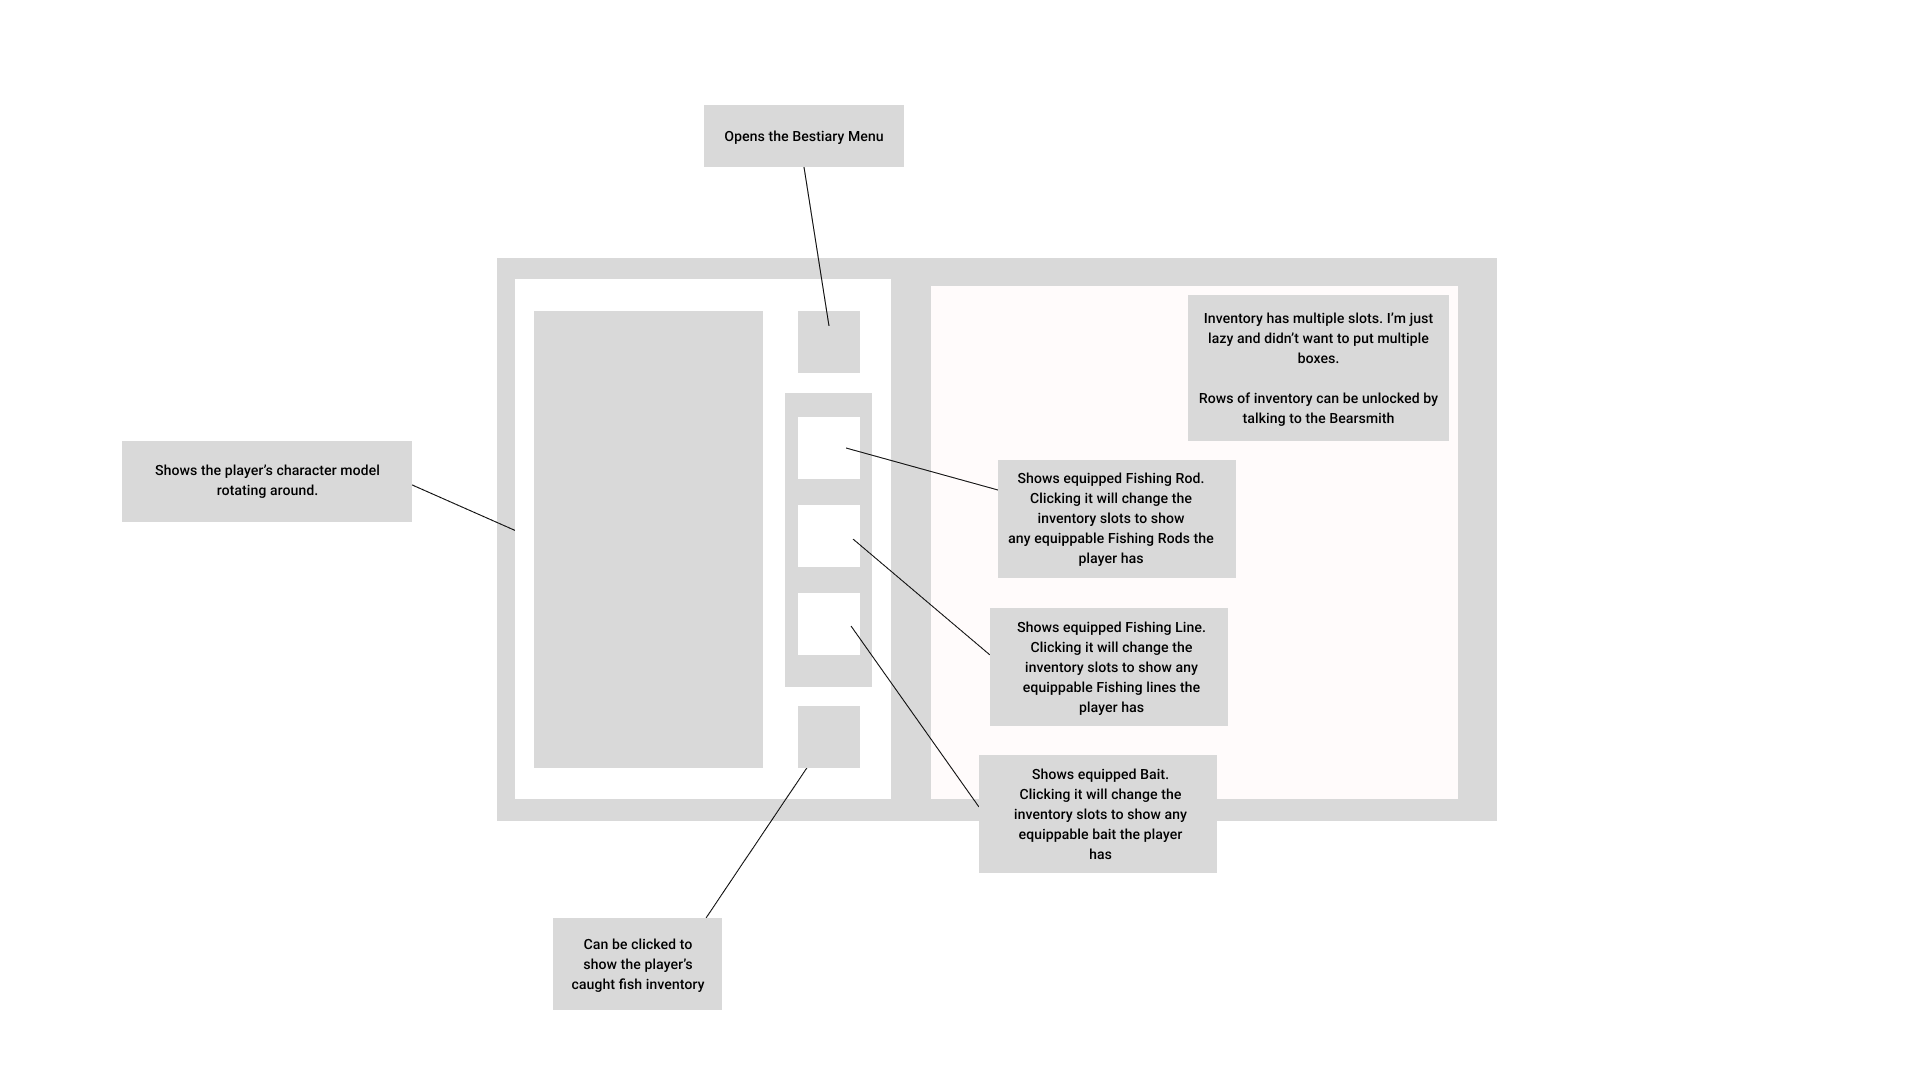 Opens the Bestiary Menu
Inventory has multiple slots. I’m just
lazy and didn’t want to put multiple
boxes.
Rows of inventory can be unlocked by
talking to the Bearsmith
Shows the player’s character model
rotating around.
Shows equipped Fishing Rod.
Clicking it will change the
inventory slots to show
any equippable Fishing Rods the
player has
Shows equipped Fishing Line.
Clicking it will change the
inventory slots to show any
equippable Fishing lines the
player has
Shows equipped Bait.
Clicking it will change the
inventory slots to show any
equippable bait the player
has
Can be clicked to
show the player’s
caught fish inventory